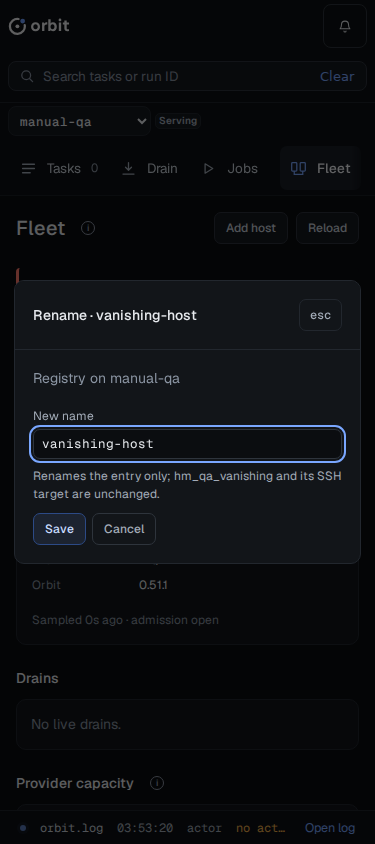 orbit
Search tasks or run ID
Clear
manual-qa
Serving
Tasks 0
Drain
Jobs
Fleet
Fleet
Add host
Reload
Rename · vanishing-host
esc
Registry on manual-qa
New name
vanishing-host
Renames the entry only; hm_qa_vanishing and its SSH
target are unchanged.
Save
Cancel
Orbit 0.51.1
Sampled 0s ago · admission open
Drains
No live drains.
Provider capacity
orbit.log 03:53:20 actor no act… Open log